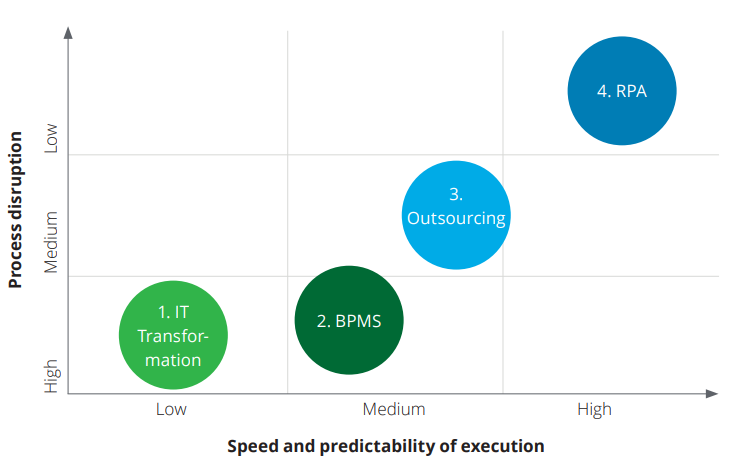 Process disruption
Low
Medium
High
4. RPA
3.
Outsourcing
2. BPMS
1. IT
Transfor-
mation
Low
Medium
High
Speed and predictability of execution